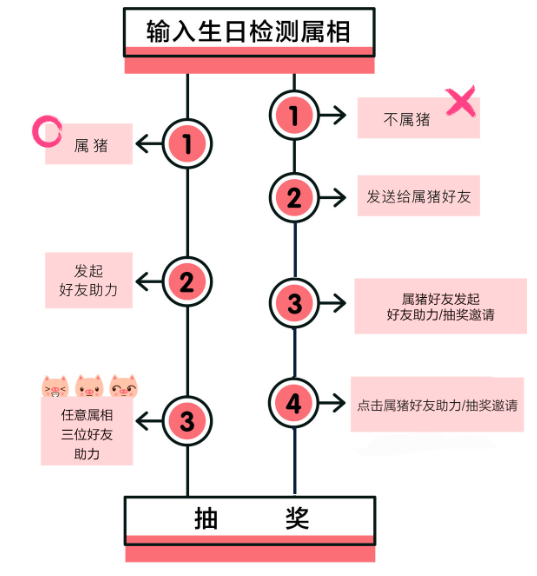 输入生日检测属相
1
属猪
2
发起
好友助力
3
任意属相
三位好友
助力
1
不属猪
2
发送给属猪好友
3
属猪好友发起
好友助力/抽奖邀请
4
点击属猪好友助力/抽奖邀请
抽 奖